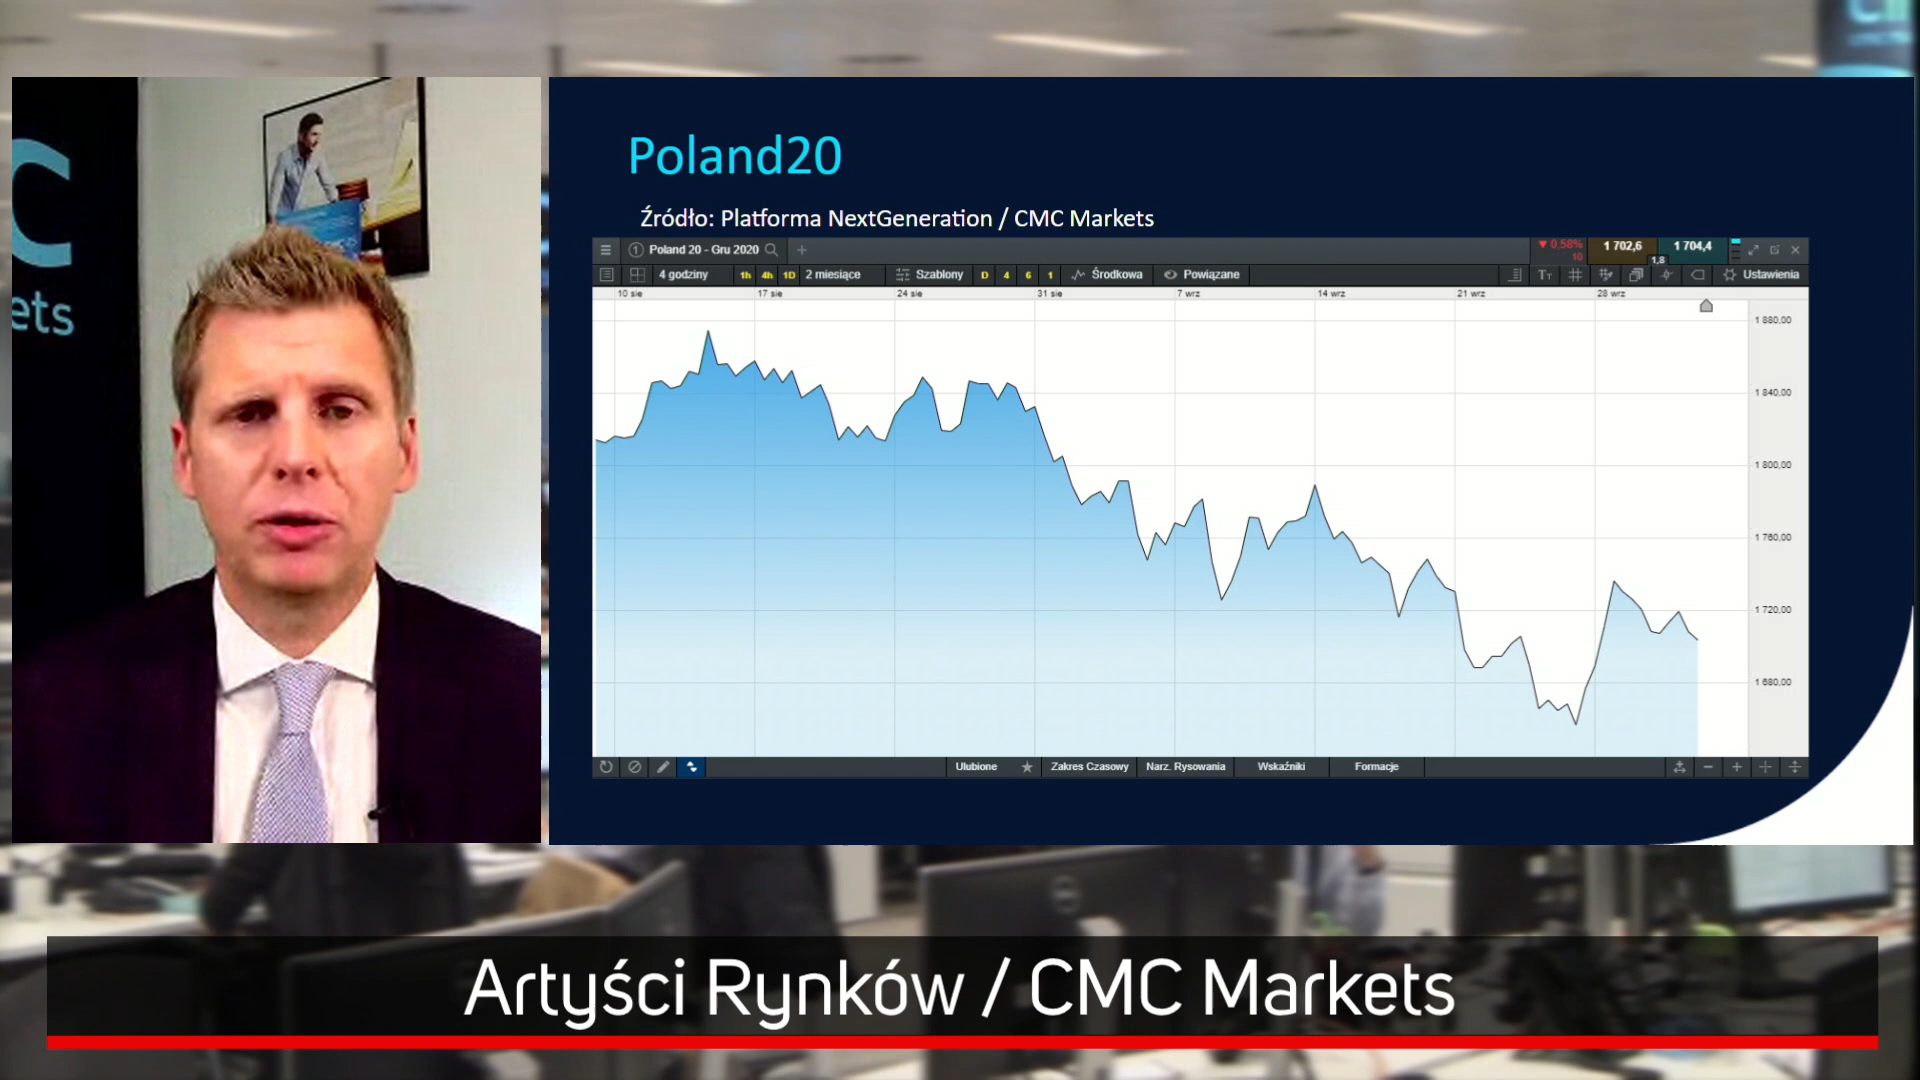 C
ets
Poland20
Źródło: Platforma NextGeneration / CMC Markets
1 Poland 20 - Gru 2020
▼ 0,58% 1 702,6 1 704,4
10 1,8
4 godziny 1h 4h 1D 2 miesiące Szablony D 4 6 1 Środkowa Powiązane Ustawienia
10 sie 17 sie 24 sie 31 sie 7 wrz 14 wrz 21 wrz 28 wrz
1 880,00
1 840,00
1 800,00
1 760,00
1 720,00
1 680,00
Ulubione Zakres Czasowy Narz. Rysowania Wskaźniki Formacje
Artyści Rynków / CMC Markets